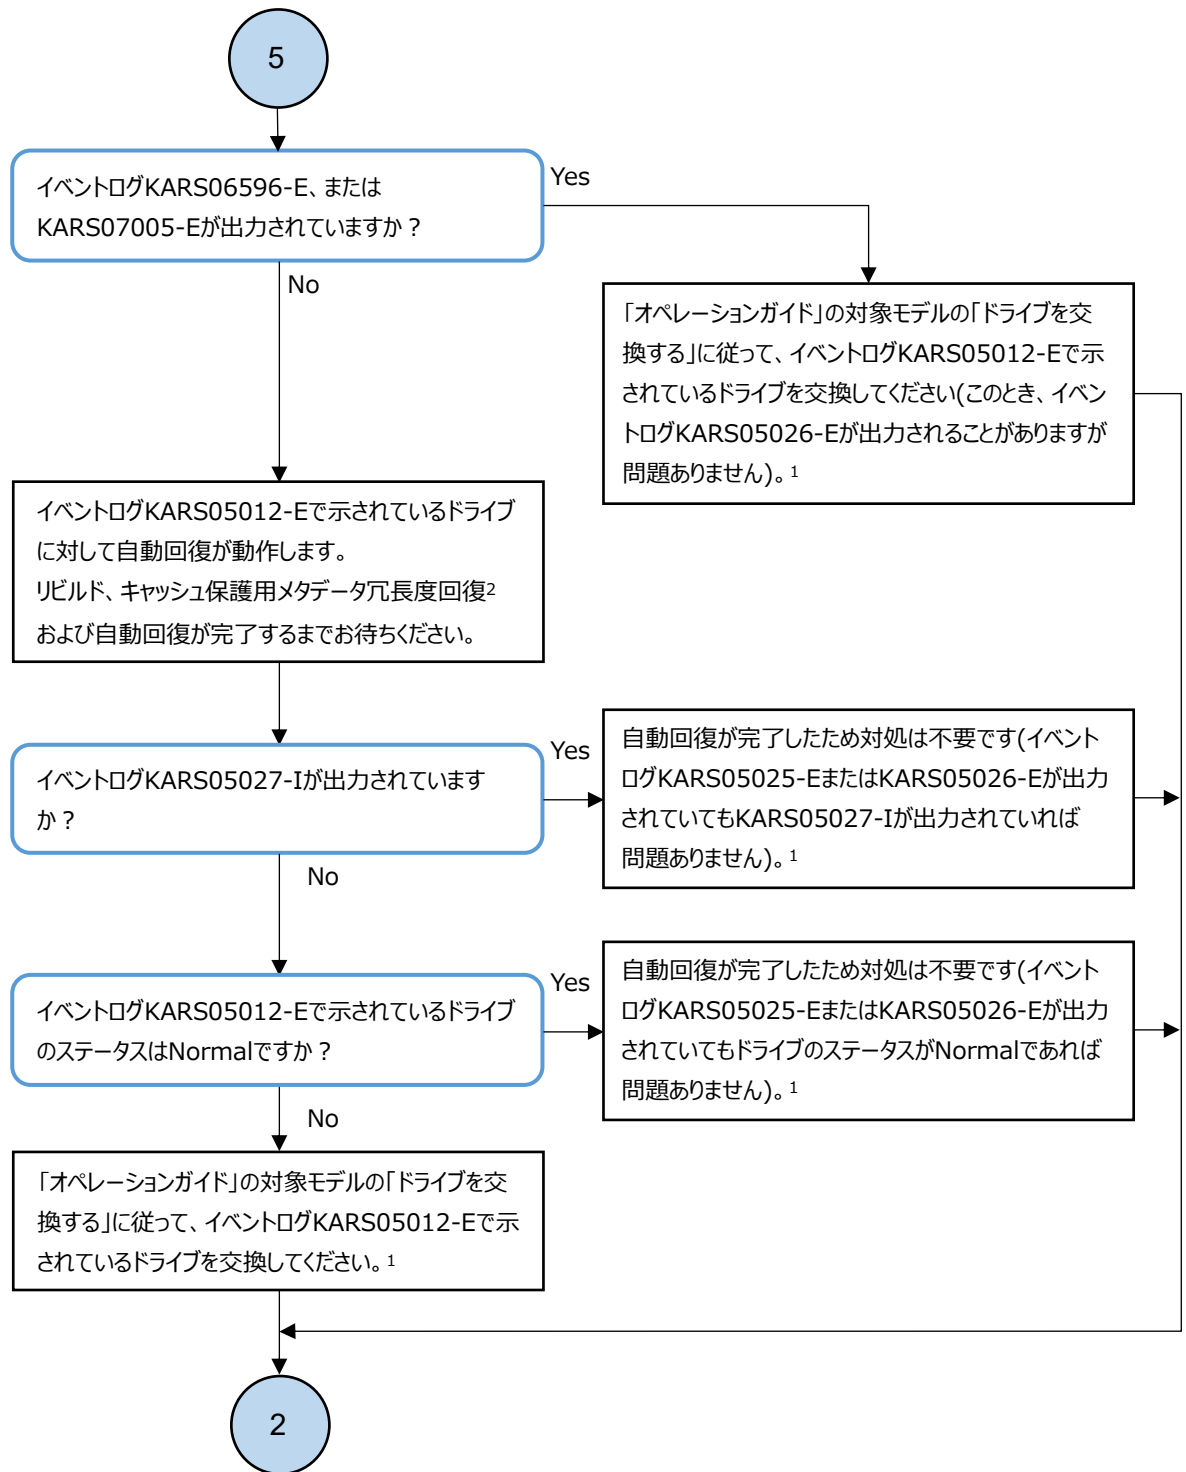 5
イベントログKARS06596-E、または
KARS07005-Eが出力されていますか？
Yes
No
「オペレーションガイド」の対象モデルの「ドライブを交
換する」に従って、イベントログKARS05012-Eで示
されているドライブを交換してください(このとき、イベン
トログKARS05026-Eが出力されることがありますが
問題ありません)。1
イベントログKARS05012-Eで示されているドライブ
に対して自動回復が動作します。
リビルド、キャッシュ保護用メタデータ冗長度回復2
および自動回復が完了するまでお待ちください。
イベントログKARS05027-Iが出力されています
か？
Yes
No
自動回復が完了したため対処は不要です(イベント
ログKARS05025-EまたはKARS05026-Eが出力
されていてもKARS05027-Iが出力されていれば
問題ありません)。1
イベントログKARS05012-Eで示されているドライブ
のステータスはNormalですか？
Yes
No
自動回復が完了したため対処は不要です(イベント
ログKARS05025-EまたはKARS05026-Eが出力
されていてもドライブのステータスがNormalであれば
問題ありません)。1
「オペレーションガイド」の対象モデルの「ドライブを交
換する」に従って、イベントログKARS05012-Eで示
されているドライブを交換してください。1
2